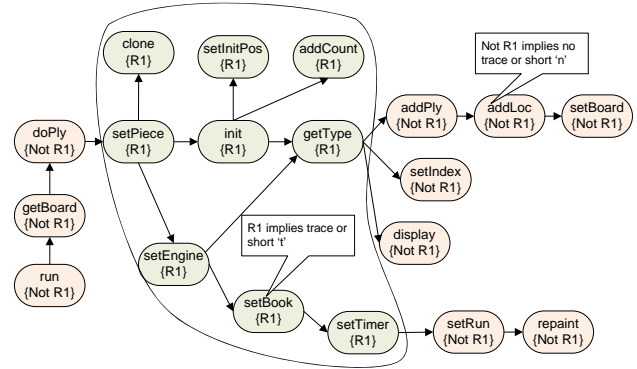 clone
{R1}
setInitPos
{R1}
addCount
{R1}
Not R1 implies no
trace or short ‘n’
doPly
{Not R1}
setPiece
{R1}
init
{R1}
getType
{R1}
addPly
{Not R1}
addLoc
{Not R1}
setBoard
{Not R1}
setIndex
{Not R1}
getBoard
{Not R1}
R1 implies trace or
short ‘t’
display
{Not R1}
setEngine
{R1}
run
{Not R1}
setBook
{R1}
setTimer
{R1}
setRun
{Not R1}
repaint
{Not R1}